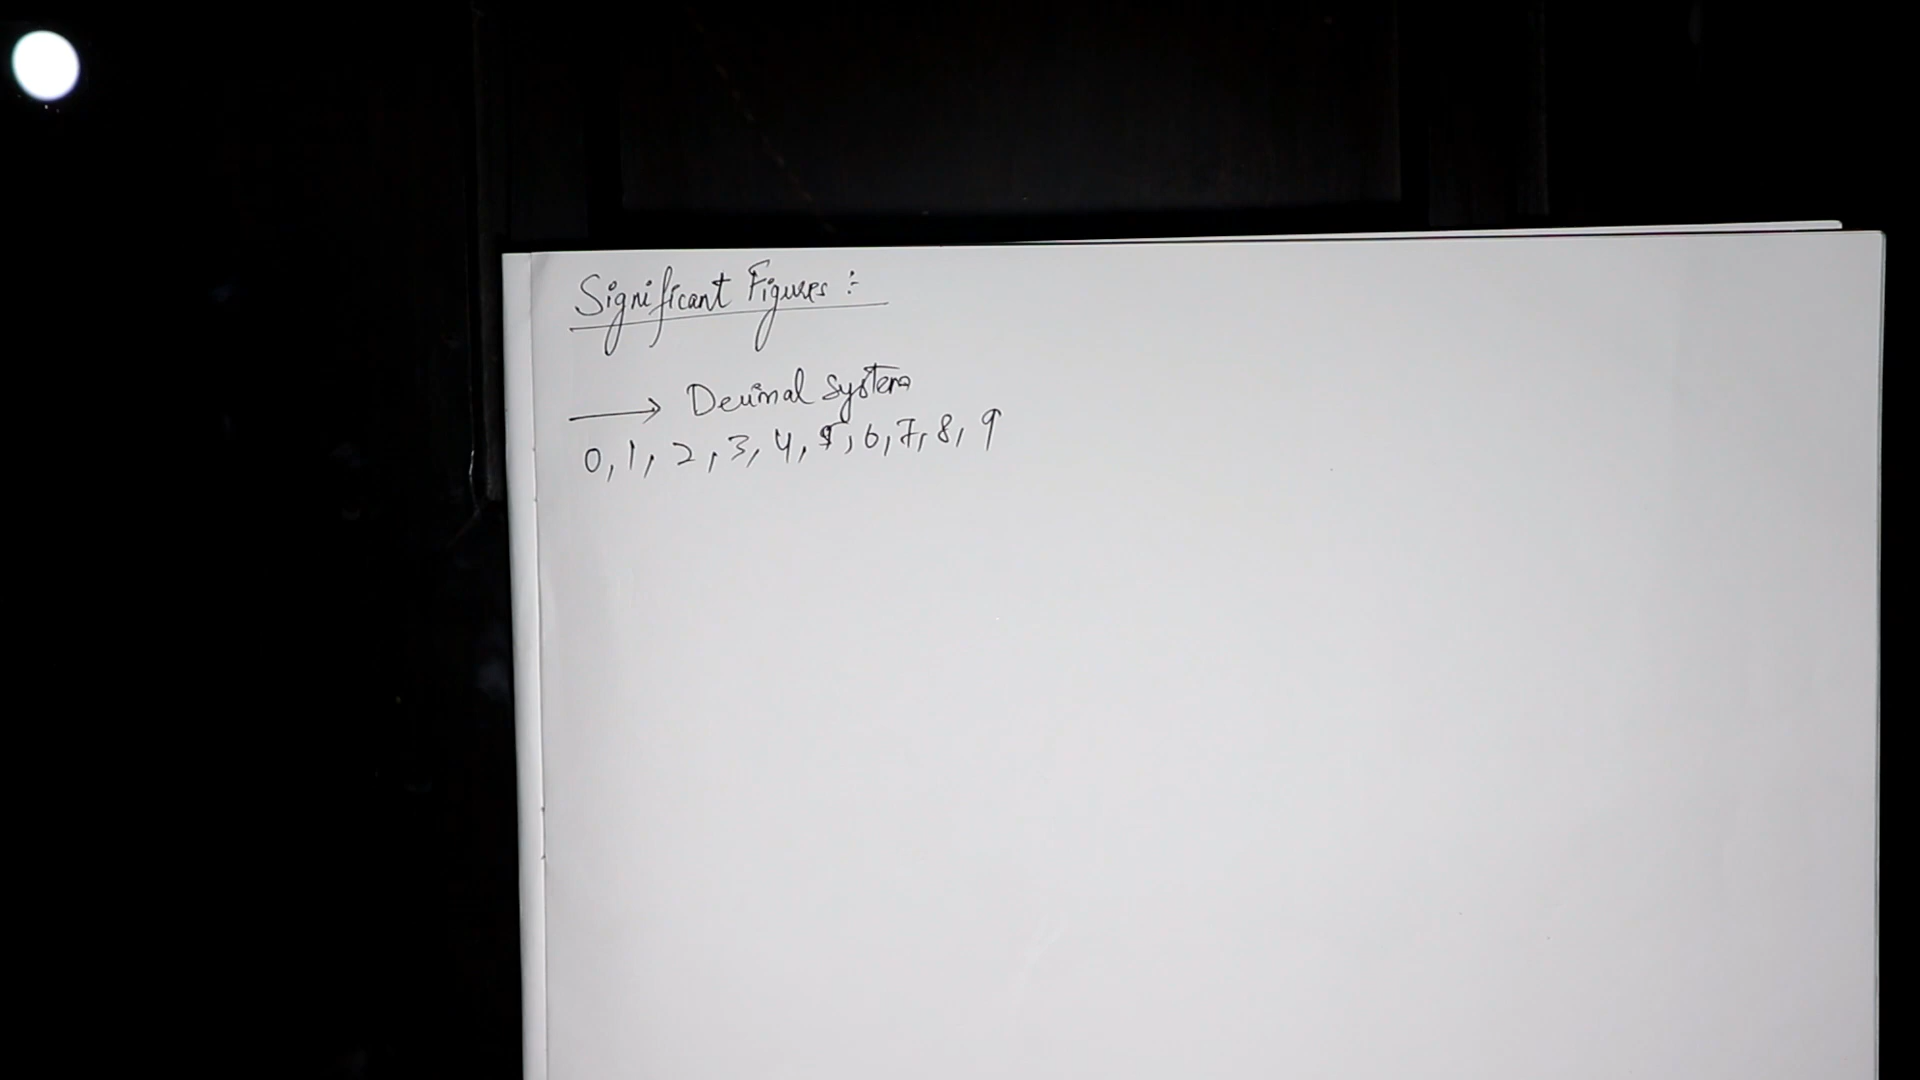 Significant Figures :-
→ Decimal system
0, 1, 2, 3, 4, 5, 6, 7, 8, 9